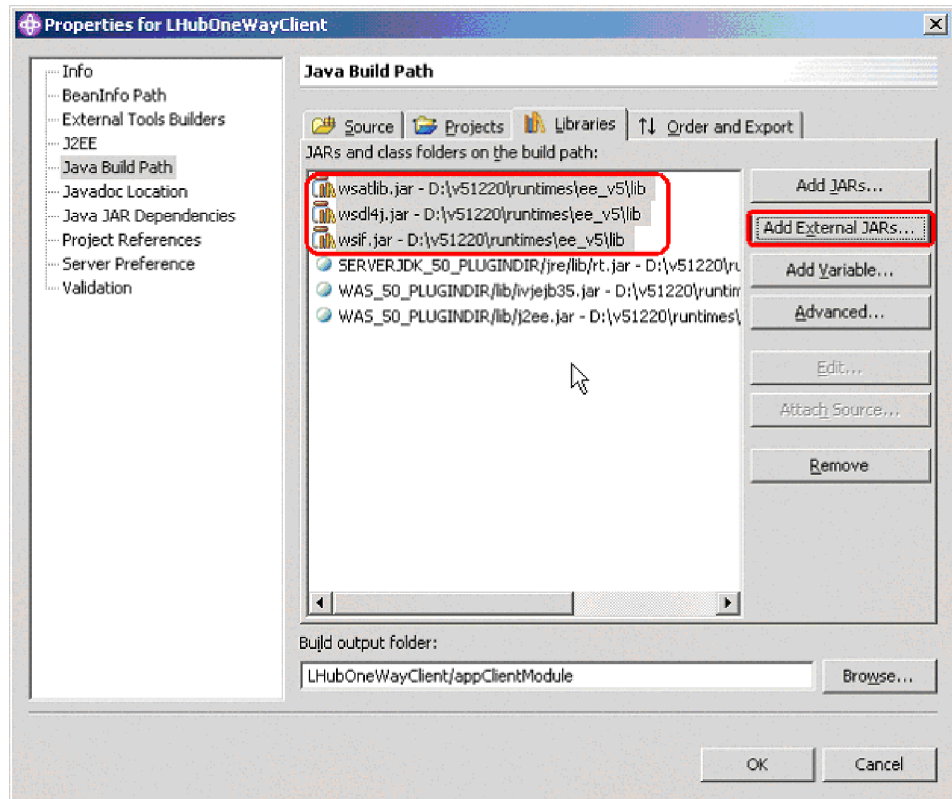 Properties for LHubOneWayClient
Info
BeanInfo Path
External Tools Builders
J2EE
Java Build Path
Javadoc Location
Java JAR Dependencies
Project References
Server Preference
Validation
Java Build Path
Source
Projects
Libraries
Order and Export
JARs and class folders on the build path:
wsatlib.jar - D:\v51220\runtimes\ee_v5\lib
wsdl4j.jar - D:\v51220\runtimes\ee_v5\lib
wsif.jar - D:\v51220\runtimes\ee_v5\lib
SERVERJDK_50_PLUGINDIR/jre/lib/rt.jar - D:\v51220\ru
WAS_50_PLUGINDIR/lib/ivjejb35.jar - D:\v51220\runtim
WAS_50_PLUGINDIR/lib/j2ee.jar - D:\v51220\runtimes\
Add JARs...
Add External JARs...
Add Variable...
Advanced...
Edit...
Attach Source...
Remove
Build output folder:
LHubOneWayClient/appClientModule
Browse...
OK
Cancel